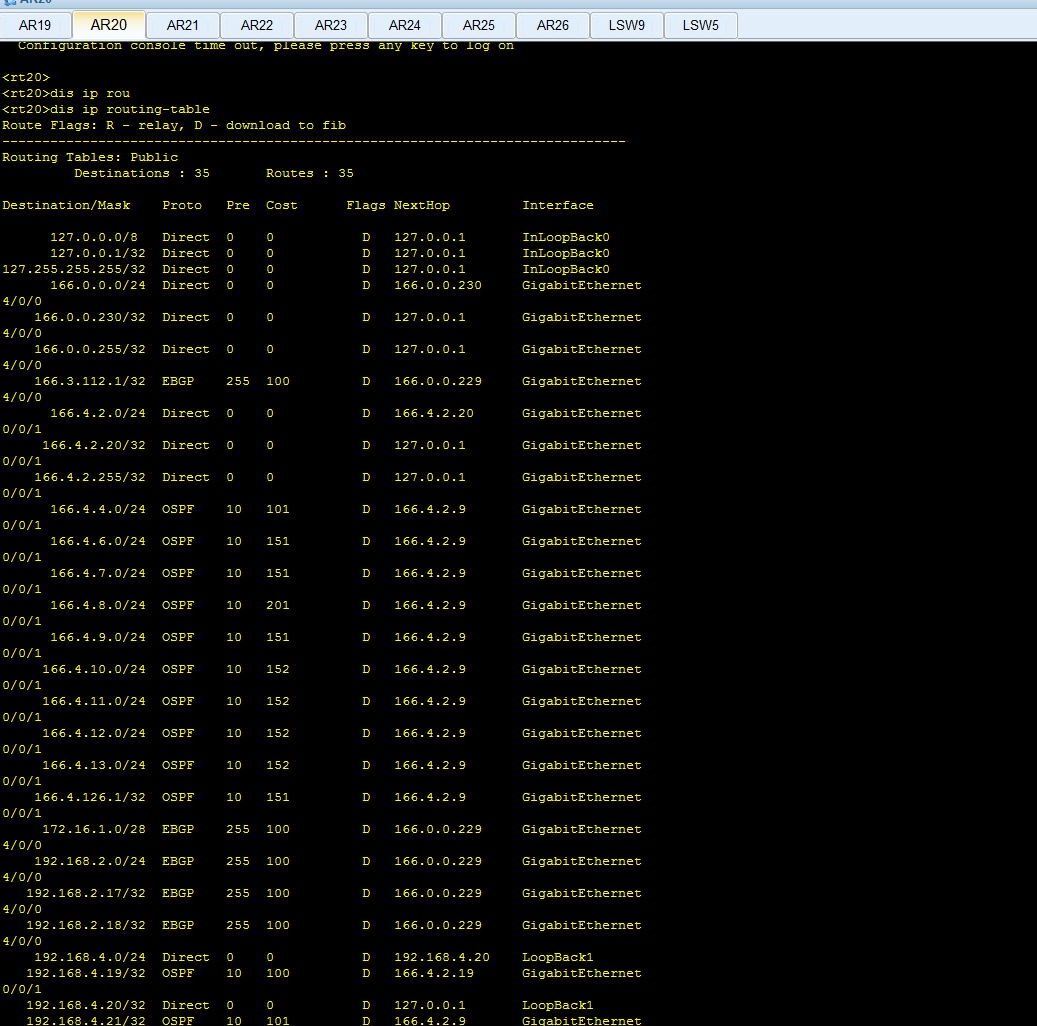 AR20
AR19 AR20 AR21 AR22 AR23 AR24 AR25 AR26 LSW9 LSW5
Configuration console time out, please press any key to log on
<rt20>
<rt20>dis ip rou
<rt20>dis ip routing-table
Route Flags: R - relay, D - download to fib
------------------------------------------------------------------------------
Routing Tables: Public
Destinations : 35 Routes : 35
Destination/Mask Proto Pre Cost Flags NextHop Interface
127.0.0.0/8 Direct 0 0 D 127.0.0.1 InLoopBack0
127.0.0.1/32 Direct 0 0 D 127.0.0.1 InLoopBack0
127.255.255.255/32 Direct 0 0 D 127.0.0.1 InLoopBack0
166.0.0.0/24 Direct 0 0 D 166.0.0.230 GigabitEthernet
4/0/0
166.0.0.230/32 Direct 0 0 D 127.0.0.1 GigabitEthernet
4/0/0
166.0.0.255/32 Direct 0 0 D 127.0.0.1 GigabitEthernet
4/0/0
166.3.112.1/32 EBGP 255 100 D 166.0.0.229 GigabitEthernet
4/0/0
166.4.2.0/24 Direct 0 0 D 166.4.2.20 GigabitEthernet
0/0/1
166.4.2.20/32 Direct 0 0 D 127.0.0.1 GigabitEthernet
0/0/1
166.4.2.255/32 Direct 0 0 D 127.0.0.1 GigabitEthernet
0/0/1
166.4.4.0/24 OSPF 10 101 D 166.4.2.9 GigabitEthernet
0/0/1
166.4.6.0/24 OSPF 10 151 D 166.4.2.9 GigabitEthernet
0/0/1
166.4.7.0/24 OSPF 10 151 D 166.4.2.9 GigabitEthernet
0/0/1
166.4.8.0/24 OSPF 10 201 D 166.4.2.9 GigabitEthernet
0/0/1
166.4.9.0/24 OSPF 10 151 D 166.4.2.9 GigabitEthernet
0/0/1
166.4.10.0/24 OSPF 10 152 D 166.4.2.9 GigabitEthernet
0/0/1
166.4.11.0/24 OSPF 10 152 D 166.4.2.9 GigabitEthernet
0/0/1
166.4.12.0/24 OSPF 10 152 D 166.4.2.9 GigabitEthernet
0/0/1
166.4.13.0/24 OSPF 10 152 D 166.4.2.9 GigabitEthernet
0/0/1
166.4.126.1/32 OSPF 10 151 D 166.4.2.9 GigabitEthernet
0/0/1
172.16.1.0/28 EBGP 255 100 D 166.0.0.229 GigabitEthernet
4/0/0
192.168.2.0/24 EBGP 255 100 D 166.0.0.229 GigabitEthernet
4/0/0
192.168.2.17/32 EBGP 255 100 D 166.0.0.229 GigabitEthernet
4/0/0
192.168.2.18/32 EBGP 255 100 D 166.0.0.229 GigabitEthernet
4/0/0
192.168.4.0/24 Direct 0 0 D 192.168.4.20 LoopBack1
192.168.4.19/32 OSPF 10 100 D 166.4.2.19 GigabitEthernet
0/0/1
192.168.4.20/32 Direct 0 0 D 127.0.0.1 LoopBack1
192.168.4.21/32 OSPF 10 101 D 166.4.2.9 GigabitEthernet